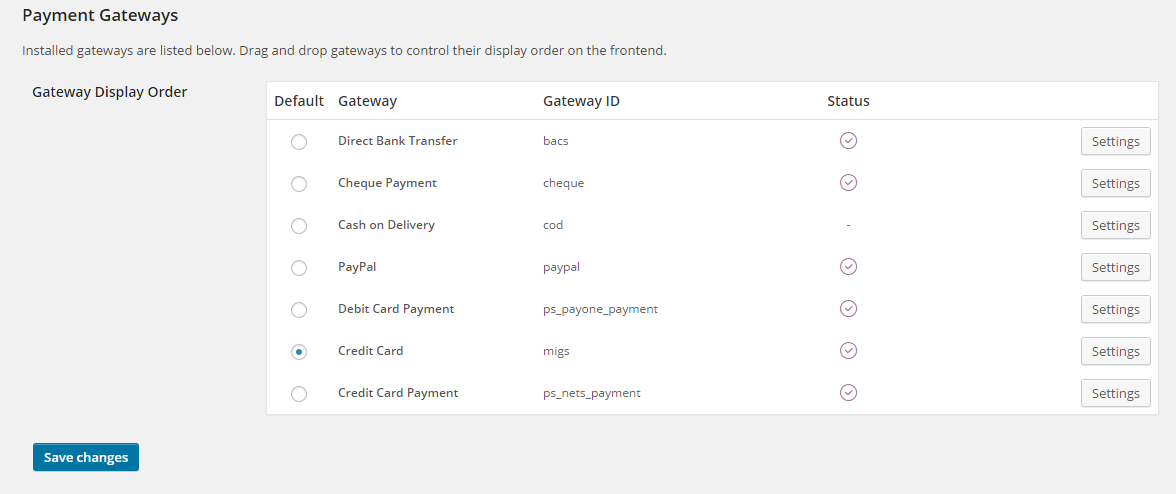 Payment Gateways
Installed gateways are listed below. Drag and drop gateways to control their display order on the frontend.
Gateway Display Order
Default Gateway Gateway ID Status
Direct Bank Transfer bacs Settings
Cheque Payment cheque Settings
Cash on Delivery cod - Settings
PayPal paypal Settings
Debit Card Payment ps_payone_payment Settings
Credit Card migs Settings
Credit Card Payment ps_nets_payment Settings
Save changes